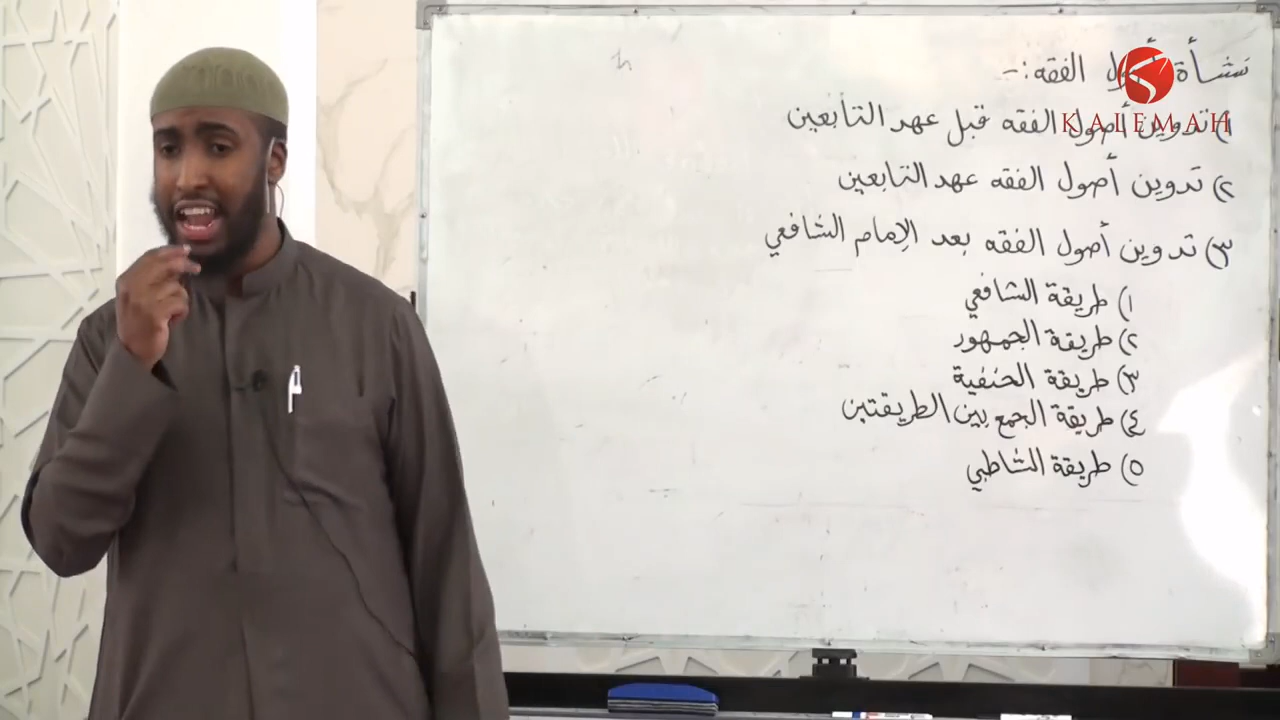 نشأة أصول الفقه :-
١) تدوين أصول الفقه قبل عهد التابعين
٢) تدوين أصول الفقه عهد التابعين
٣) تدوين أصول الفقه بعد الإمام الشافعي
١) طريقة الشافعي
٢) طريقة الجمهور
٣) طريقة الحنفية
٤) طريقة الجمع بين الطريقتين
٥) طريقة الشاطبي
KALEMAH